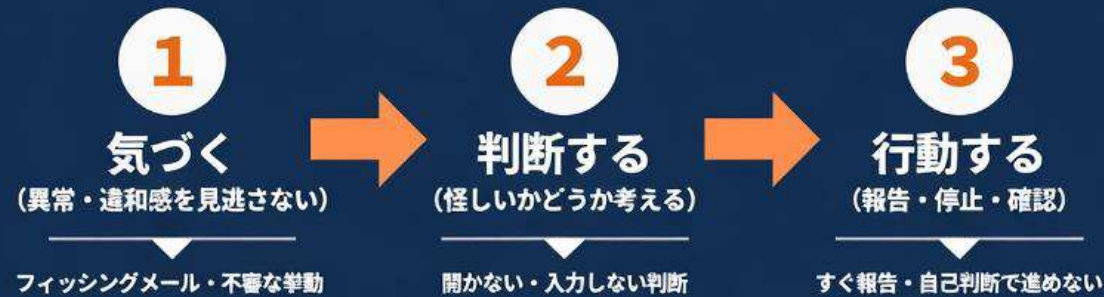 1
気づく
(異常・違和感を見逃さない)
フィッシングメール・不審な挙動
2
判断する
(怪しいかどうか考える)
開かない・入力しない判断
3
行動する
(報告・停止・確認)
すぐ報告・自己判断で進めない